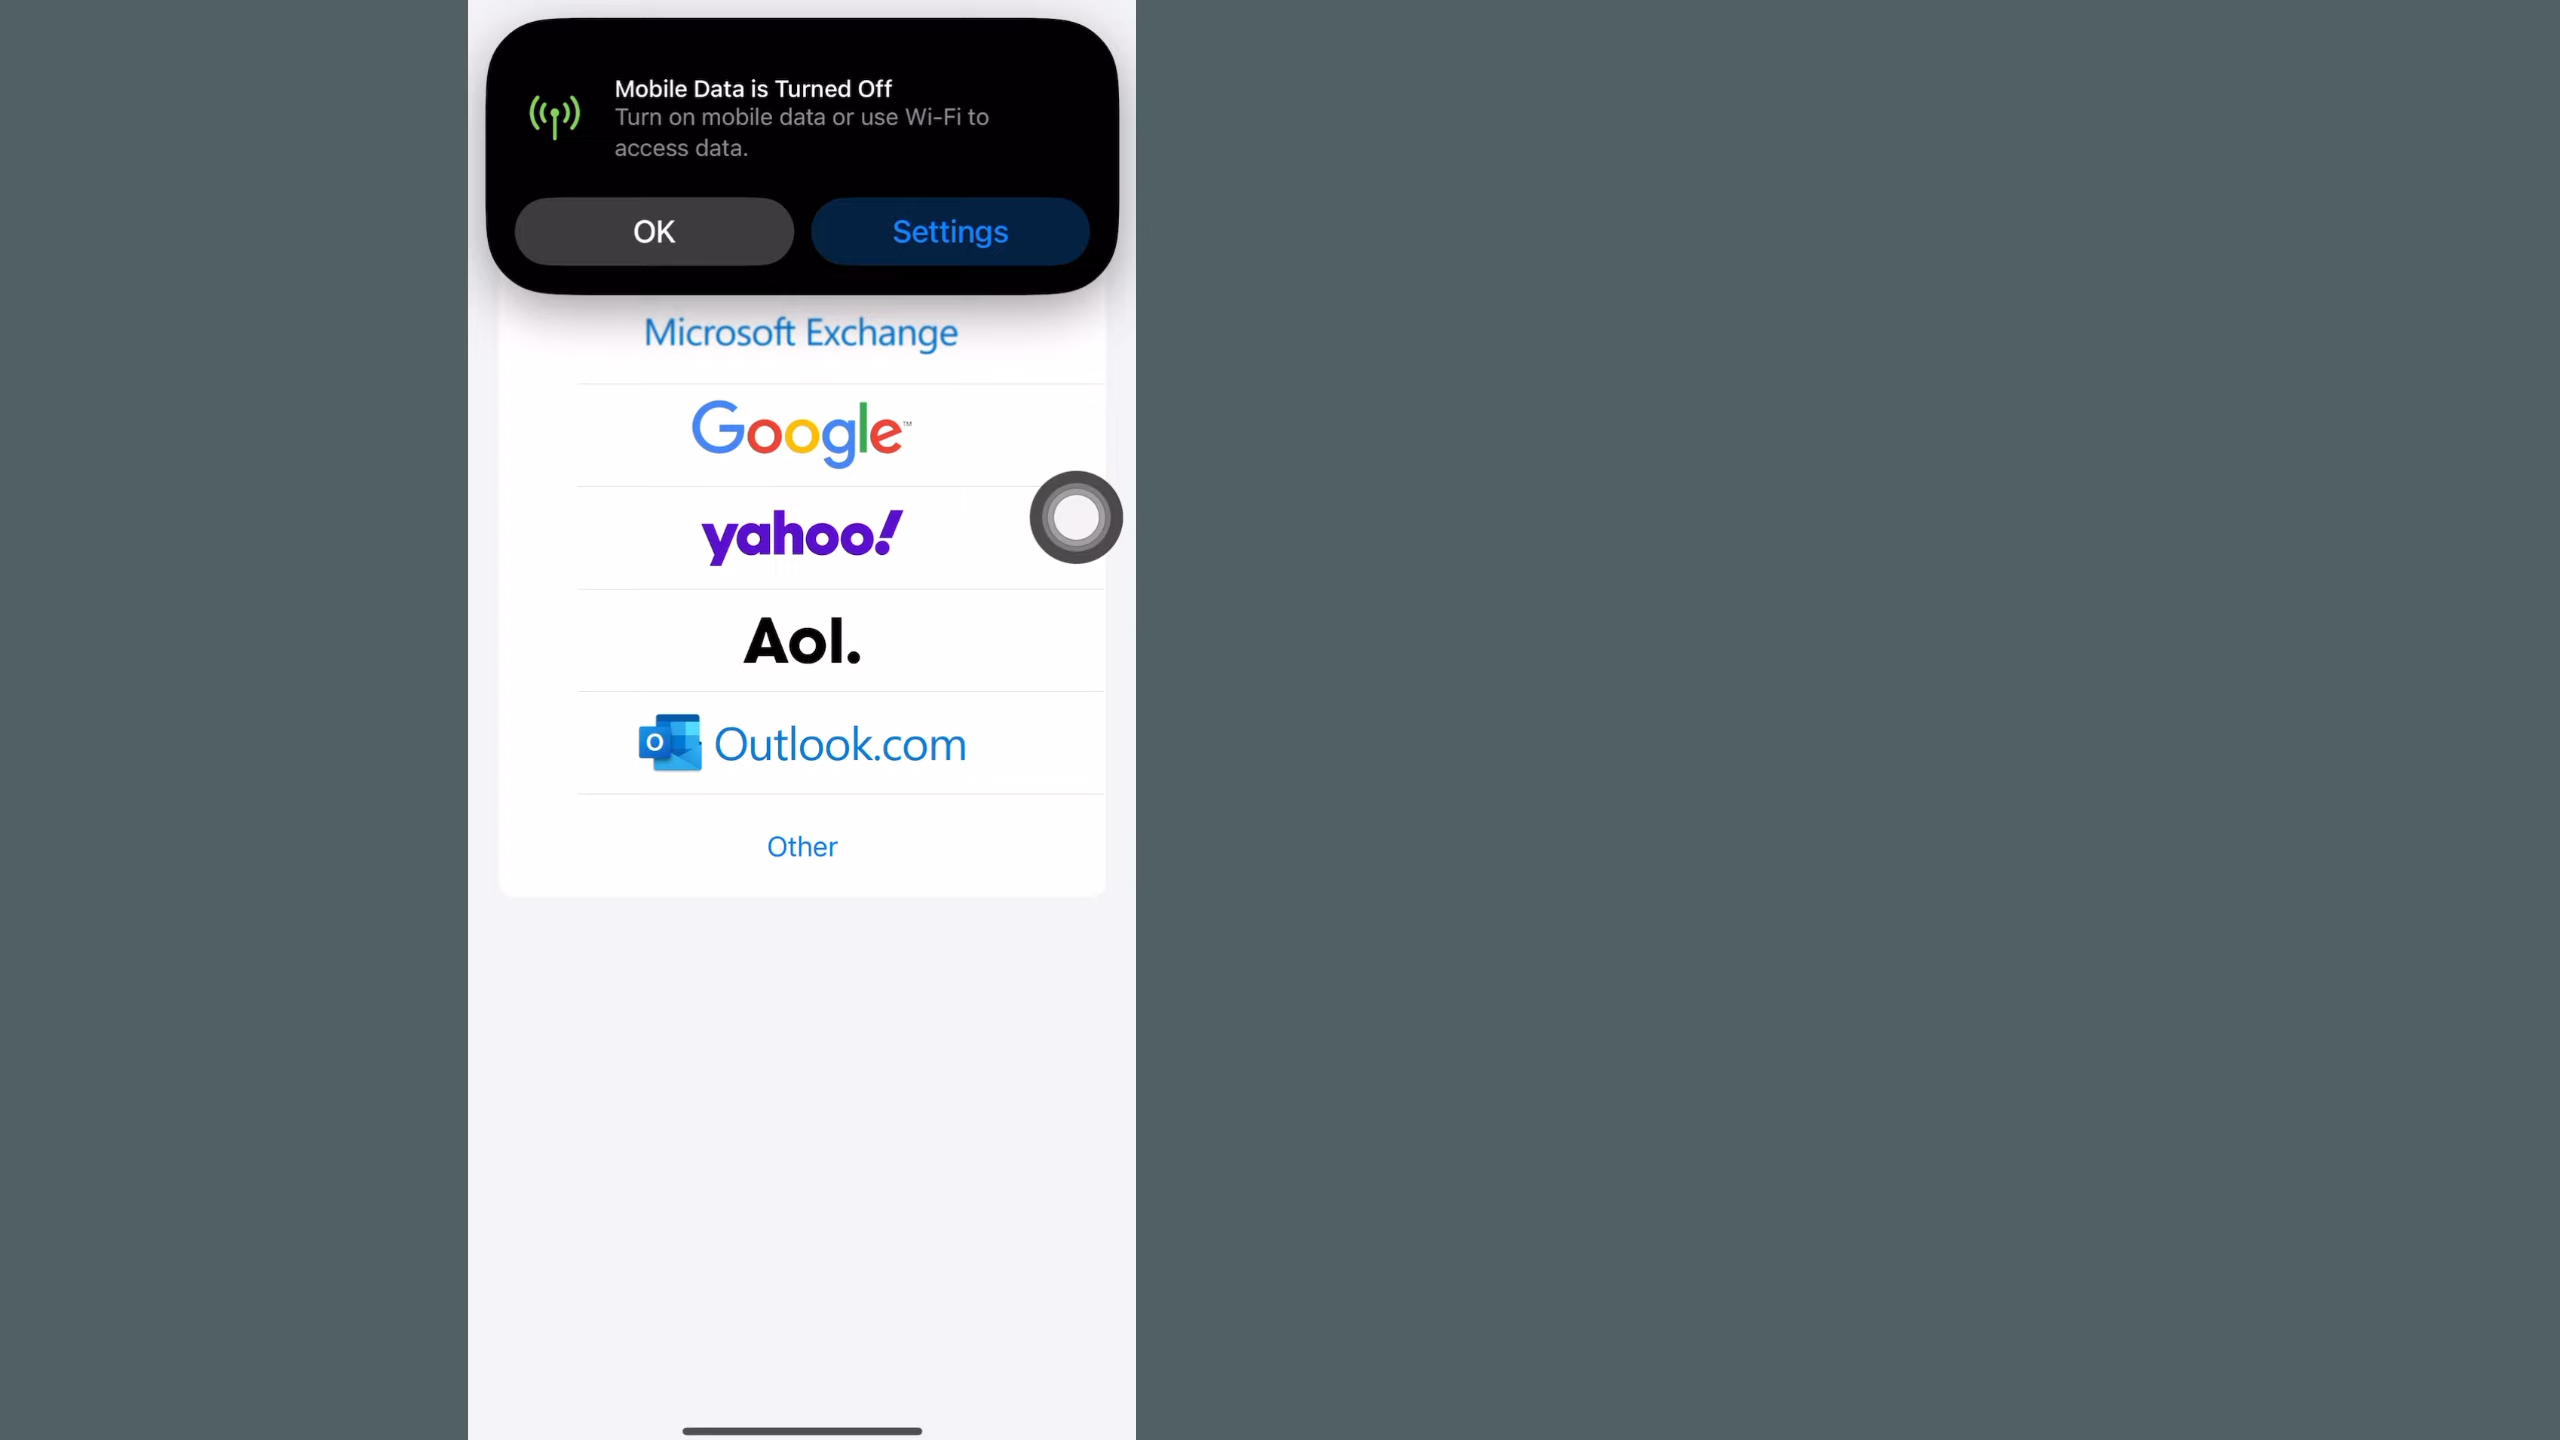 Mobile Data is Turned Off
Turn on mobile data or use Wi-Fi to
access data.
OK
Settings
Microsoft Exchange
Google™
yahoo!
Aol.
O Outlook.com
Other